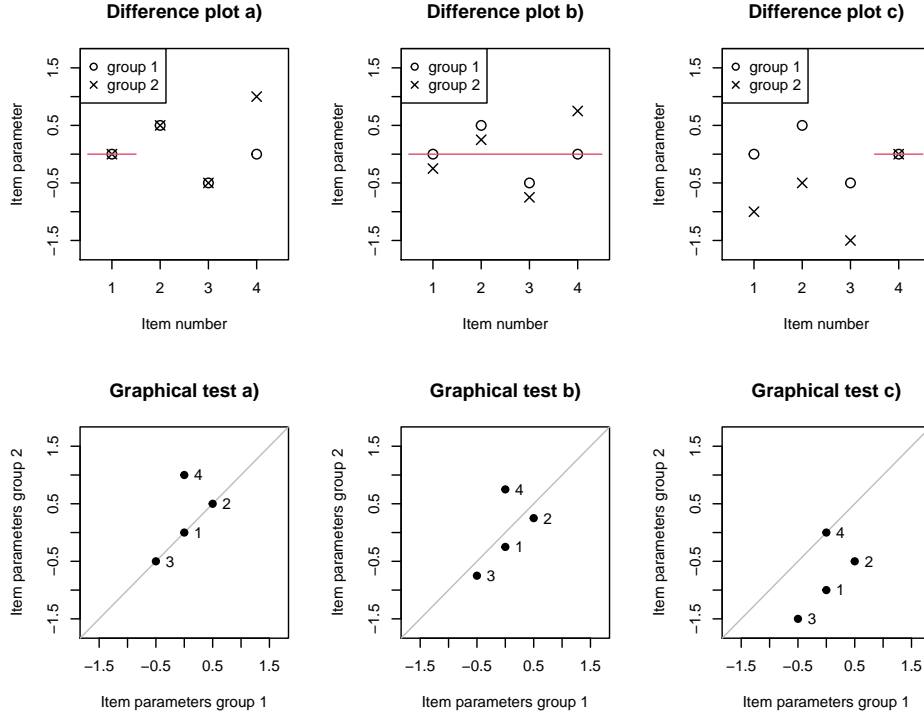 Difference plot a)
Item parameter
1.5
0.5
−0.5
−1.5
group 1
group 2
1 2 3 4
Item number
Difference plot b)
Item parameter
1.5
0.5
−0.5
−1.5
group 1
group 2
1 2 3 4
Item number
Difference plot c)
Item parameter
1.5
0.5
−0.5
−1.5
group 1
group 2
1 2 3 4
Item number
Graphical test a)
Item parameters group 2
1.5
0.5
−0.5
−1.5
4
2
1
3
−1.5 −0.5 0.5 1.5
Item parameters group 1
Graphical test b)
Item parameters group 2
1.5
0.5
−0.5
−1.5
4
2
1
3
−1.5 −0.5 0.5 1.5
Item parameters group 1
Graphical test c)
Item parameters group 2
1.5
0.5
−0.5
−1.5
4
2
1
3
−1.5 −0.5 0.5 1.5
Item parameters group 1